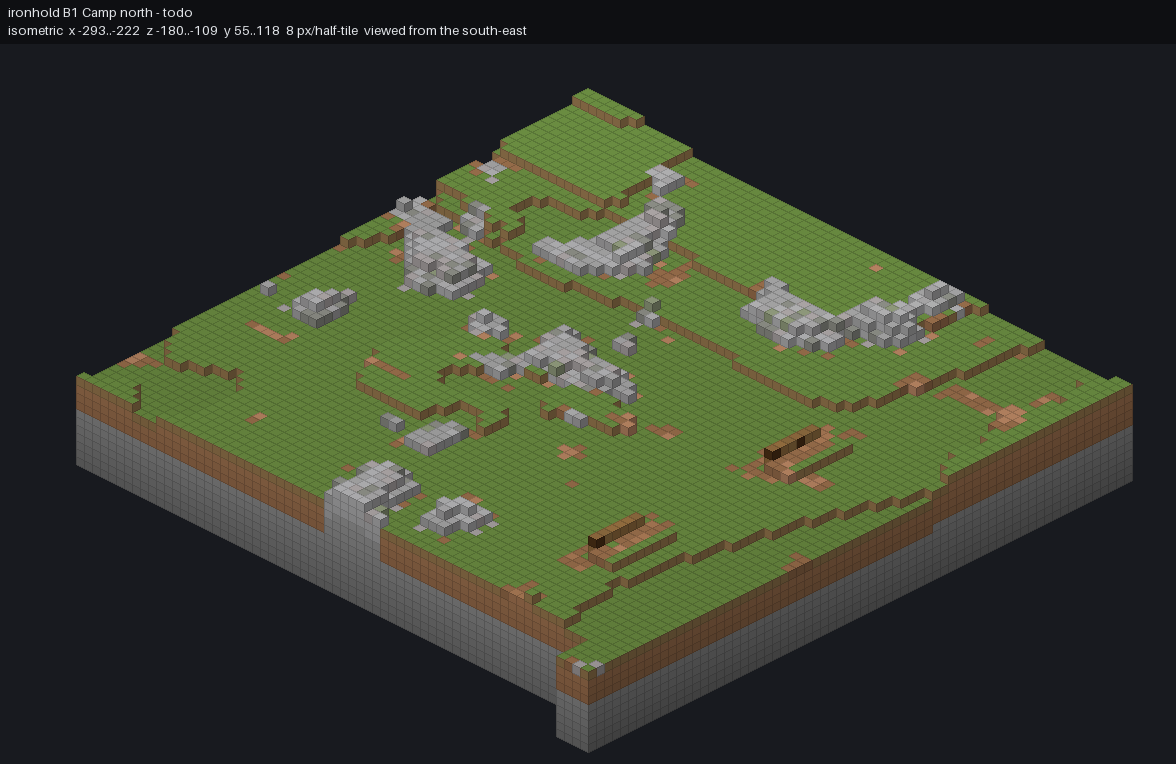 ironhold B1 Camp north - todo
isometric x -293..-222 z -180..-109 y 55..118 8 px/half-tile viewed from the south-east